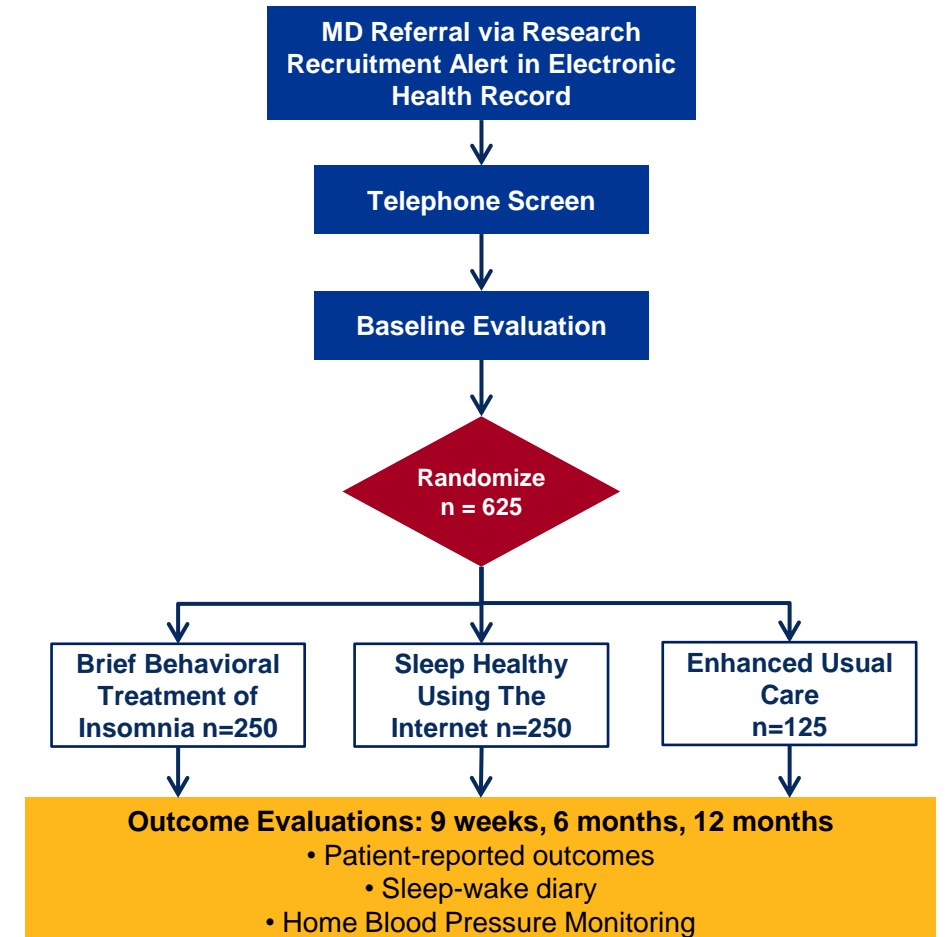 MD Referral via Research
Recruitment Alert in Electronic
Health Record
Telephone Screen
Baseline Evaluation
Randomize
n = 625
Brief Behavioral
Treatment of
Insomnia n=250
Sleep Healthy
Using The
Internet n=250
Enhanced Usual
Care
n=125
Outcome Evaluations: 9 weeks, 6 months, 12 months
• Patient-reported outcomes
• Sleep-wake diary
• Home Blood Pressure Monitoring